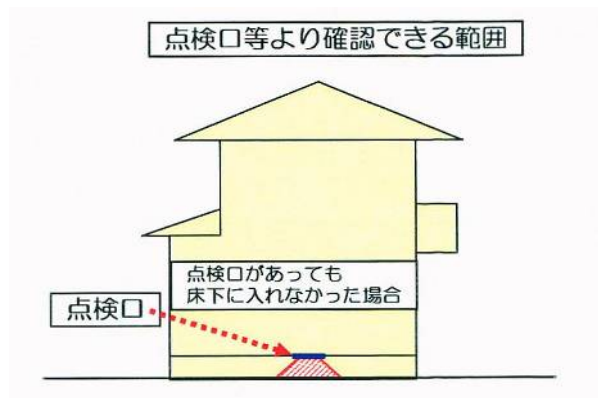 点検口等より確認できる範囲
点検口があっても
床下に入れなかった場合
点検口